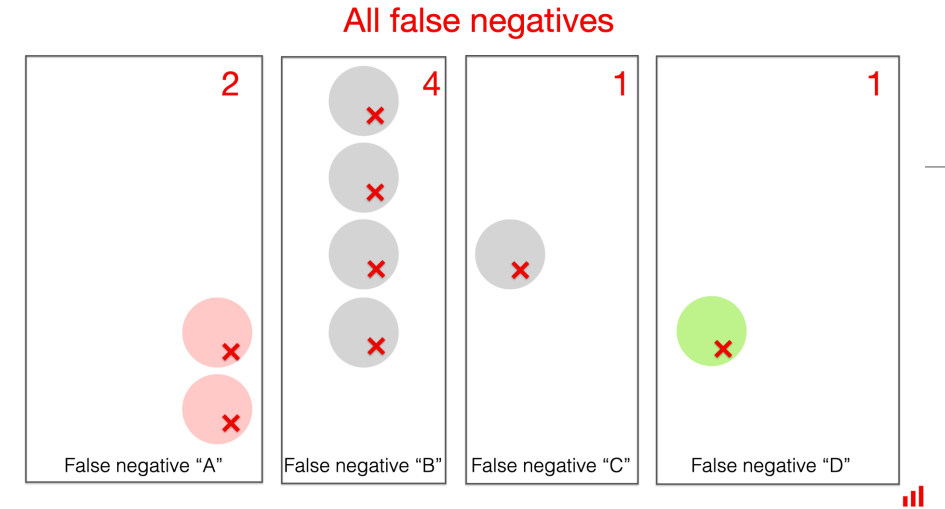 All false negatives
2
4
1
1
False negative “A”
False negative “B”
False negative “C”
False negative “D”